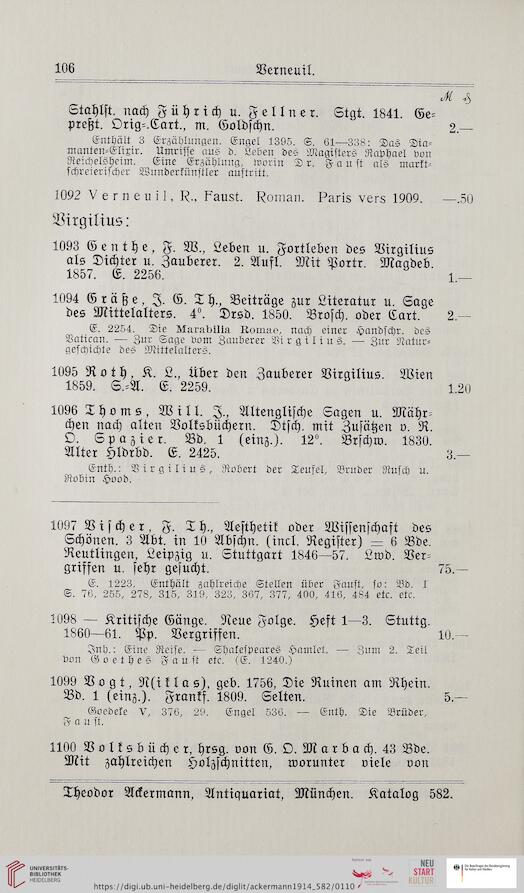 106
Verneuil.
ℳ ₰
Stahlst. nach Führich u. Fellner. Stgt. 1841. Ge-
preßt. Orig.-Cart., m. Goldschn. 2.—
Enthält 3 Erzählungen. Engel 1395. S. 61—338: Das Dia-
manten-Elixir. Umrisse aus d. Leben des Magisters Raphael von
Reichelsheim. Eine Erzählung, worin Dr. Faust als markt-
schreierischer Wunderkünstler auftritt.
1092 Verneuil, R., Faust. Roman. Paris vers 1909. —.50
Virgilius:
1093 Genthe, F. W., Leben u. Fortleben des Virgilius
als Dichter u. Zauberer. 2. Aufl. Mit Portr. Magdeb.
1857. E. 2256. 1.—
1094 Gräße, J. G. Th., Beiträge zur Literatur u. Sage
des Mittelalters. 4°. Drsd. 1850. Brosch. oder Cart. 2.—
E. 2254. Die Marabilia Romae, nach einer Handschr. des
Vatican. — Zur Sage vom Zauberer Virgilius. — Zur Natur-
geschichte des Mittelalters.
1095 Roth, K. L., Über den Zauberer Virgilius. Wien
1859. S.-A. E. 2259. 1.20
1096 Thoms, Will. J., Altenglische Sagen u. Mähr-
chen nach alten Volksbüchern. Dtsch. mit Zusätzen v. R.
O. Spazier. Bd. 1 (einz.). 12°. Brschw. 1830.
Alter Hldrbd. E. 2425. 3.—
Enth.: Virgilius, Robert der Teufel, Bruder Rusch u.
Robin Hood.
1097 Vischer, F. Th., Aesthetik oder Wissenschaft des
Schönen. 3 Abt. in 10 Abschn. (incl. Register) = 6 Bde.
Reutlingen, Leipzig u. Stuttgart 1846—57. Lwd. Ver-
griffen u. sehr gesucht. 75.—
E. 1223. Enthält zahlreiche Stellen über Faust, so: Bd. I
S. 76, 255, 278, 315, 319, 323, 367, 377, 400, 416, 484 etc. etc.
1098 — Kritische Gänge. Neue Folge. Heft 1—3. Stuttg.
1860—61. Pp. Vergriffen. 10.—
Inh.: Eine Reise. — Shakespeares Hamlet. — Zum 2. Teil
von Goethes Faust etc. (E. 1240.)
1099 Vogt, N(iklas), geb. 1756, Die Ruinen am Rhein.
Bd. 1 (einz.). Frankf. 1809. Selten. 5.—
Goedeke V, 376, 29. Engel 536. — Enth. Die Brüder,
Faust.
1100 Volksbücher, hrsg. von G. O. Marbach. 43 Bde.
Mit zahlreichen Holzschnitten, worunter viele von
Theodor Ackermann, Antiquariat, München. Katalog 582.
UNIVERSITÄTS-
BIBLIOTHEK
HEIDELBERG
https://digi.ub.uni-heidelberg.de/diglit/ackermann1914_582/0110
NEU
START
KULTUR